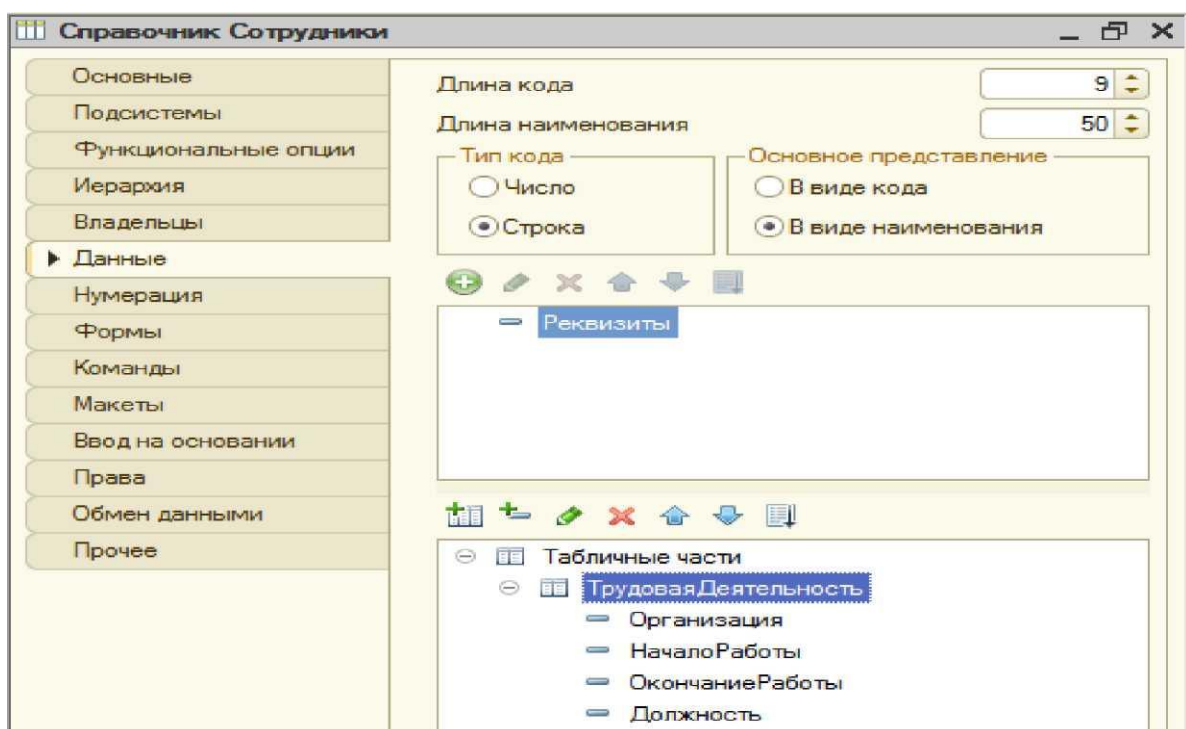 Справочник Сотрудники
Основные
Подсистемы
Функциональные опции
Иерархия
Владельцы
Данные
Нумерация
Формы
Команды
Макеты
Ввод на основании
Права
Обмен данными
Прочее
Длина кода 9
Длина наименования 50
Тип кода
Число
Строка
Основное представление
В виде кода
В виде наименования
Реквизиты
Табличные части
ТрудоваяДеятельность
Организация
НачалоРаботы
ОкончаниеРаботы
Должность